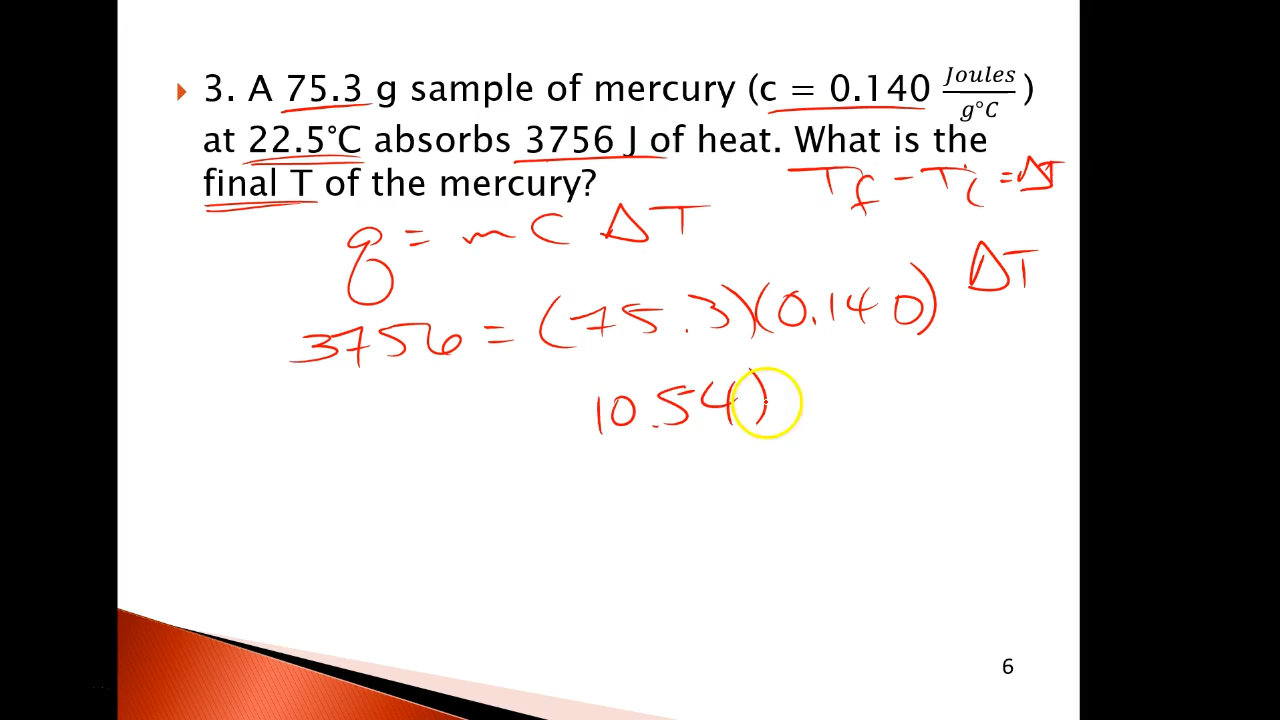 3. A 75.3 g sample of mercury (c = 0.140 Joules/g°C )
at 22.5°C absorbs 3756 J of heat. What is the
final T of the mercury?
Tf - Ti = ΔT
q = m C ΔT
3756 = (75.3)(0.140) ΔT
10.54)
6